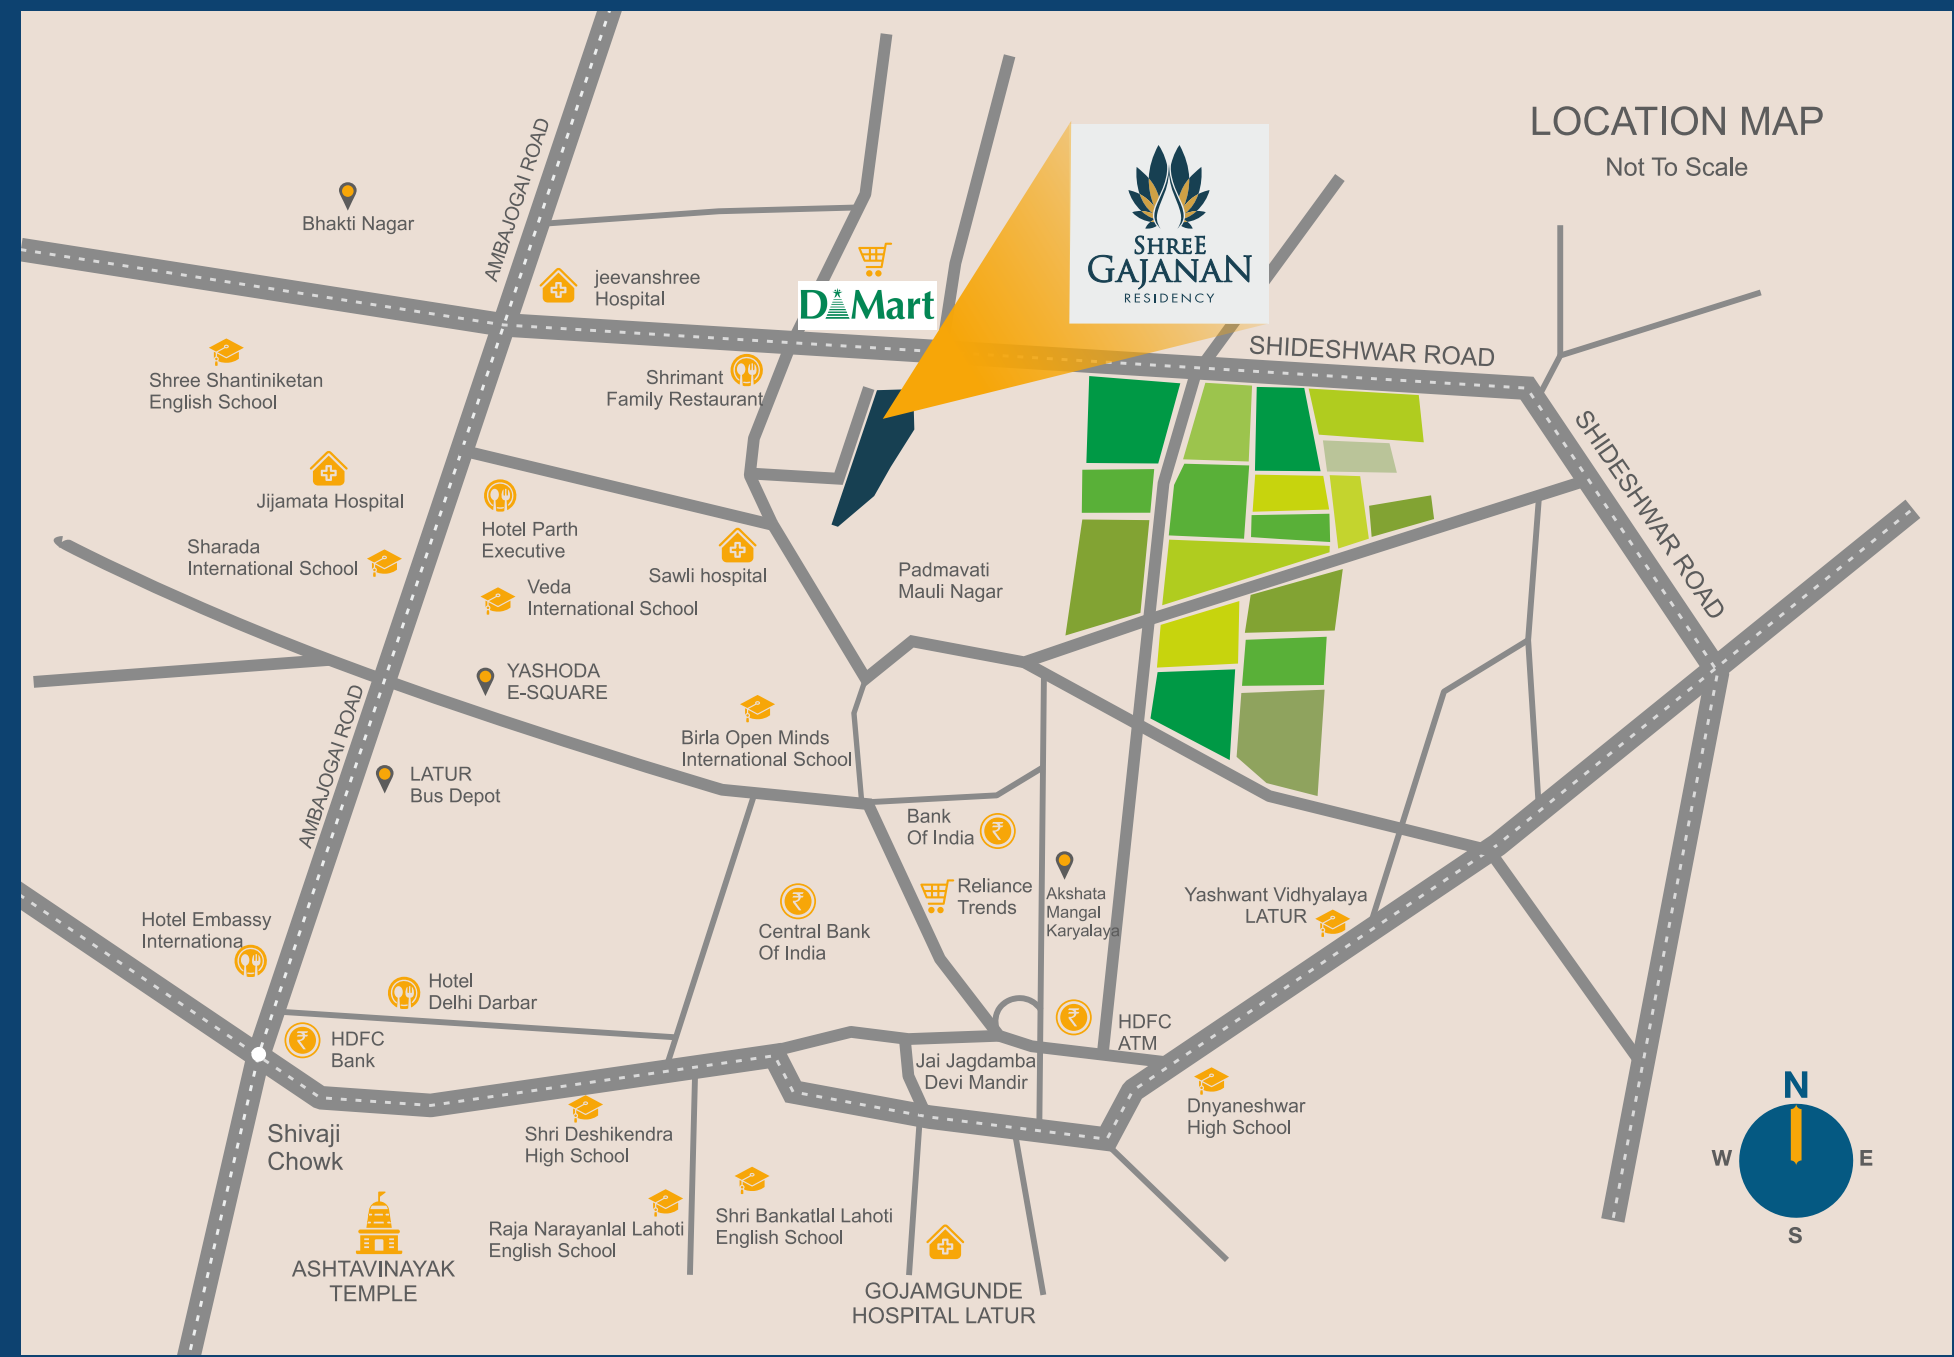 LOCATION MAP
Not To Scale
AMBAJOGAI ROAD
Bhakti Nagar
jeevanshree
Hospital
D Mart
SHREE
GAJANAN
RESIDENCY
SHIDESHWAR ROAD
SHIDESHWAR ROAD
Shree Shantiniketan
English School
Shrimant
Family Restaurant
Jijamata Hospital
Hotel Parth
Executive
Sharada
International School
Veda
International School
Sawli hospital
Padmavati
Mauli Nagar
YASHODA
E-SQUARE
AMBAJOGAI ROAD
Birla Open Minds
International School
LATUR
Bus Depot
Bank
Of India
Reliance
Trends
Akshata
Mangal
Karyalaya
Yashwant Vidhyalaya
LATUR
Hotel Embassy
Internationa
Central Bank
Of India
Hotel
Delhi Darbar
HDFC
Bank
HDFC
ATM
Jai Jagdamba
Devi Mandir
Dnyaneshwar
High School
Shivaji
Chowk
Shri Deshikendra
High School
Raja Narayanlal Lahoti
English School
Shri Bankatlal Lahoti
English School
ASHTAVINAYAK
TEMPLE
GOJAMGUNDE
HOSPITAL LATUR
N
W
E
S